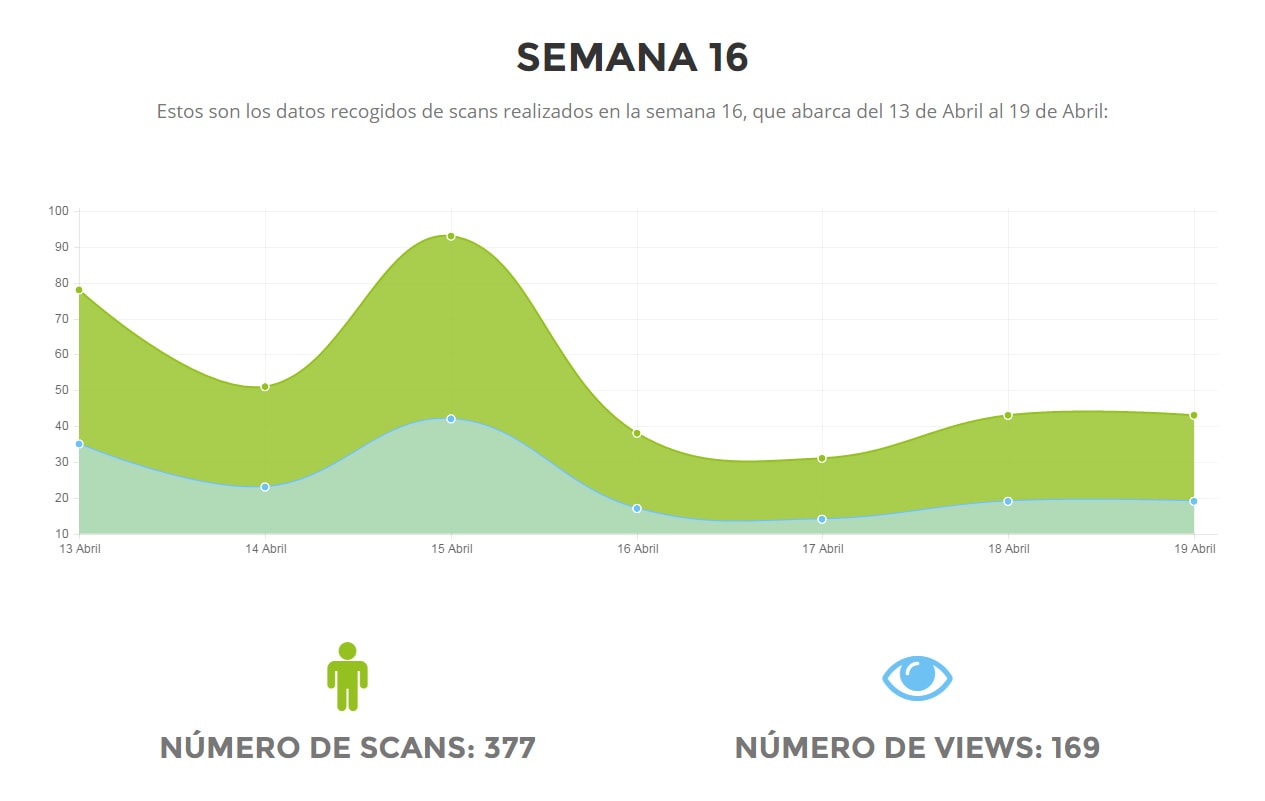 SEMANA 16
Estos son los datos recogidos de scans realizados en la semana 16, que abarca del 13 de Abril al 19 de Abril:
100
90
80
70
60
50
40
30
20
10
13 Abril 14 Abril 15 Abril 16 Abril 17 Abril 18 Abril 19 Abril
NÚMERO DE SCANS: 377 NÚMERO DE VIEWS: 169